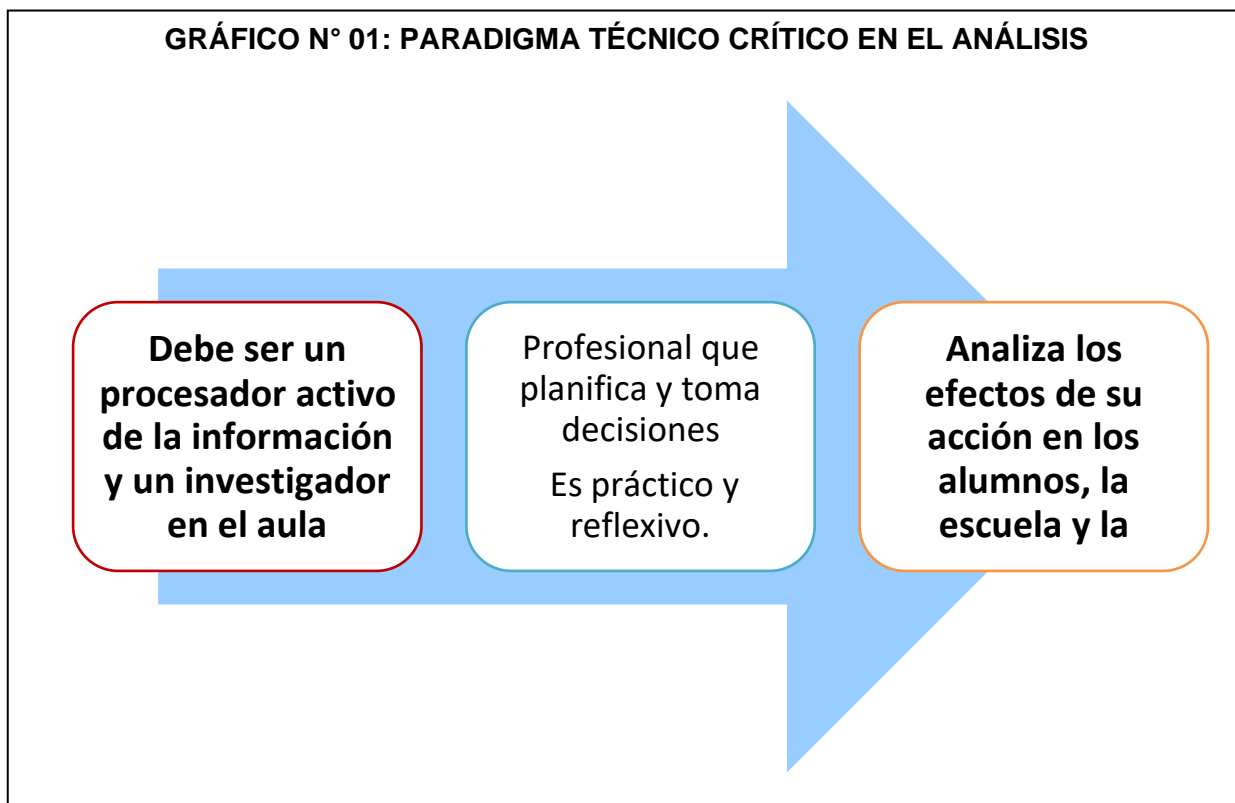 GRÁFICO N° 01: PARADIGMA TÉCNICO CRÍTICO EN EL ANÁLISIS
Debe ser un
procesador activo
de la información
y un investigador
en el aula
Profesional que
planifica y toma
decisiones
Es práctico y
reflexivo.
Analiza los
efectos de su
acción en los
alumnos, la
escuela y la